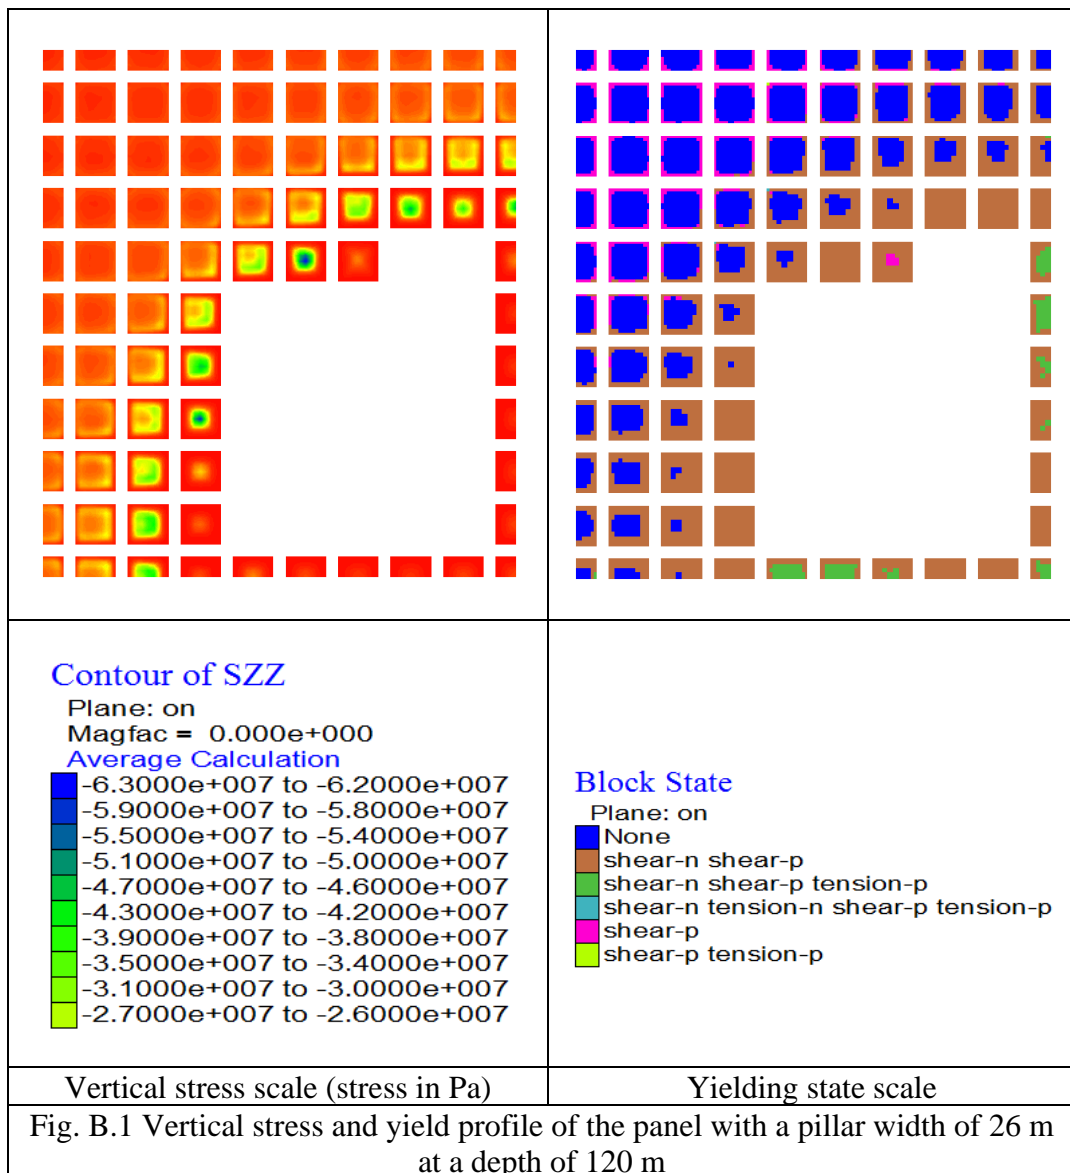 Contour of SZZ
Plane: on
Magfac = 0.000e+000
Average Calculation
-6.3000e+007 to -6.2000e+007
-5.9000e+007 to -5.8000e+007
-5.5000e+007 to -5.4000e+007
-5.1000e+007 to -5.0000e+007
-4.7000e+007 to -4.6000e+007
-4.3000e+007 to -4.2000e+007
-3.9000e+007 to -3.8000e+007
-3.5000e+007 to -3.4000e+007
-3.1000e+007 to -3.0000e+007
-2.7000e+007 to -2.6000e+007
Block State
Plane: on
None
shear-n shear-p
shear-n shear-p tension-p
shear-n tension-n shear-p tension-p
shear-p
shear-p tension-p
Vertical stress scale (stress in Pa)
Yielding state scale
Fig. B.1 Vertical stress and yield profile of the panel with a pillar width of 26 m
at a depth of 120 m